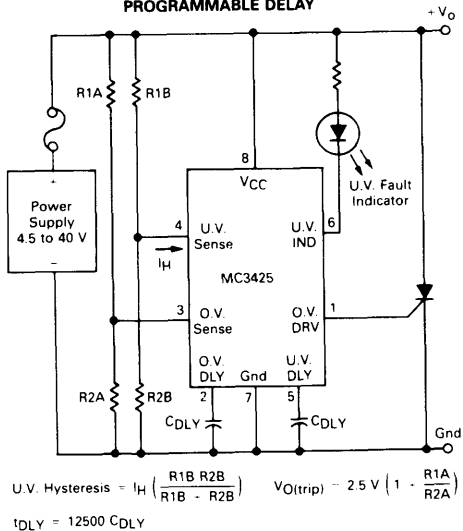 PROGRAMMABLE DELAY
+ Vo
R1A
R1B
8
VCC
U.V. Fault
Indicator
Power
Supply
4.5 to 40 V
+
−
4
U.V.
Sense
IH
U.V.
IND
6
MC3425
3
O.V.
Sense
O.V.
DRV
1
O.V.
DLY
Gnd
U.V.
DLY
R2A
R2B
2
7
5
CDLY
CDLY
Gnd
U.V. Hysteresis = IH ( R1B R2B / R1B - R2B )
VO(trip) - 2.5 V ( 1 - R1A / R2A )
tDLY = 12500 CDLY